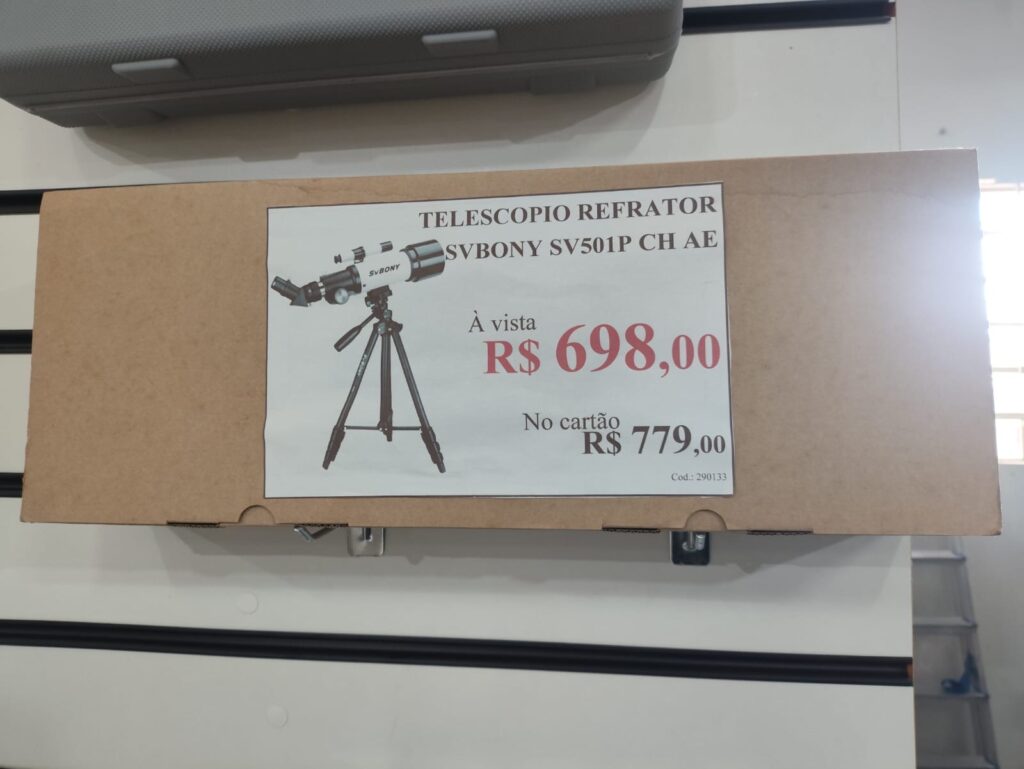 TELESCOPIO REFRATOR
SVBONY SV501P CH AE
SVBONY
À vista
R$ 698,00
No cartão
R$ 779,00
Cod.: 290133